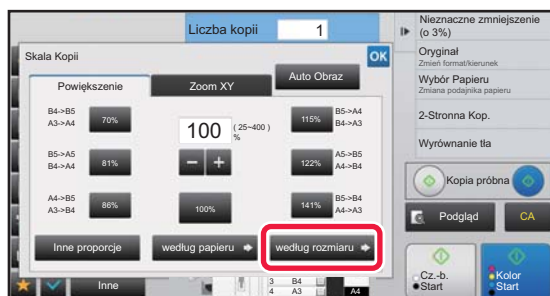 Liczba kopii
1
Skala Kopii
OK
Powiększenie
Zoom XY
Auto Obraz
B4->B5
A3->A4
70%
100
(25~400)
%
115%
B5->A4
B4->A3
B5->A5
B4->A4
81%
122%
A5->B5
A4->B4
A4->B5
A3->B4
86%
100%
141%
B5->B4
A4->A3
Inne proporcje
według papieru
według rozmiaru
Inne
3 B4
4 A3
A4
Nieznaczne zmniejszenie
(o 3%)
Oryginał
Zmień format/kierunek
Wybór Papieru
Zmiana podajnika papieru
2-Stronna Kop.
Wyrównanie tła
Kopia próbna
Podgląd
CA
Cz.-b.
Start
Kolor
Start